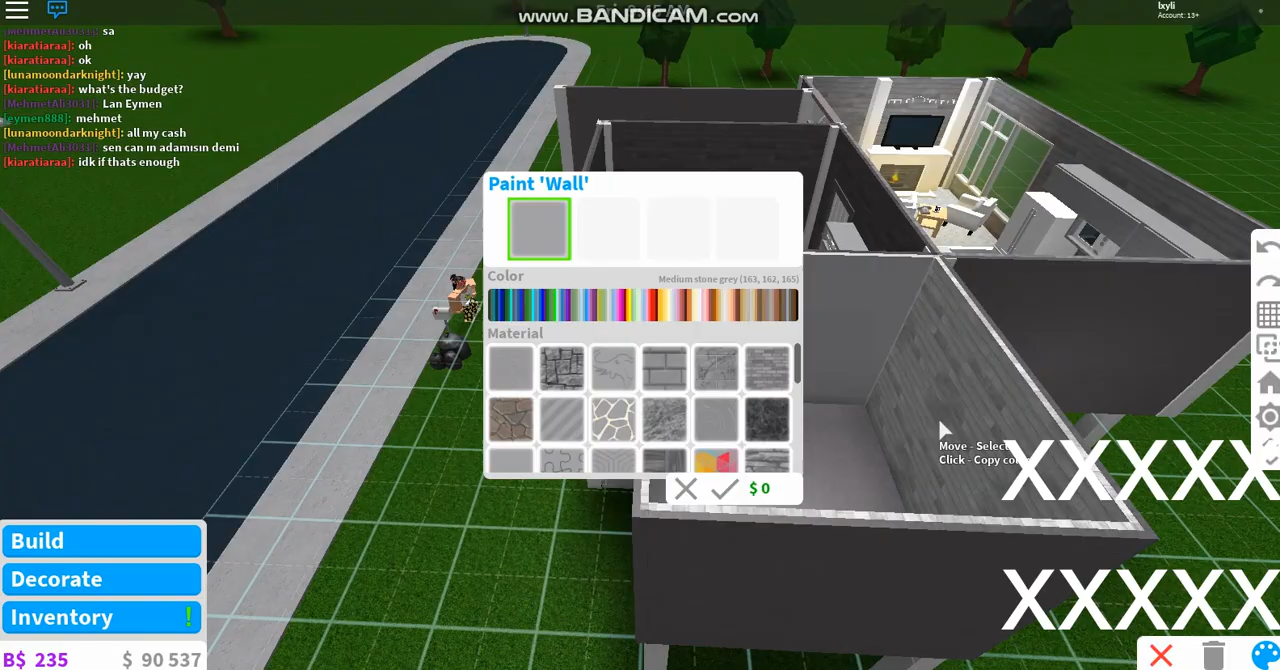 www.BANDICAM.com
lxyli
Account: 13+
[MehmetAli3031]: sa
[kiaratiaraa]: oh
[kiaratiaraa]: ok
[lunamoondarknight]: yay
[kiaratiaraa]: what's the budget?
[MehmetAli3031]: Lan Eymen
[eymen888]: mehmet
[lunamoondarknight]: all my cash
[MehmetAli3031]: sen can ın adamısın demi
[kiaratiaraa]: idk if thats enough
Paint 'Wall'
Color
Medium stone grey (163, 162, 165)
Material
$ 0
Move - Select
Click - Copy
XXXXX
XXXXX
Build
Decorate
Inventory !
B$ 235 $ 90 537